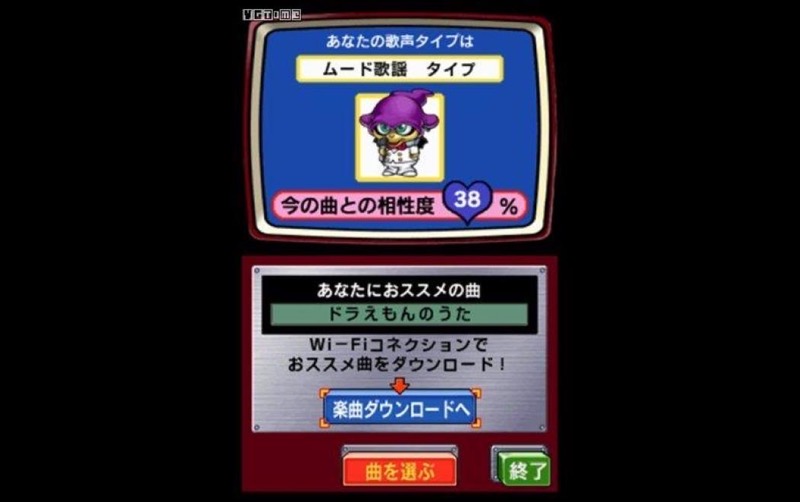 VGTIME
あなたの歌声タイプは
ムード歌謡 タイプ
今の曲との相性度 38 %
あなたにおススメの曲
ドラえもんのうた
Wi-Fiコネクションで
おススメ曲をダウンロード!
楽曲ダウンロードへ
曲を選ぶ
終了